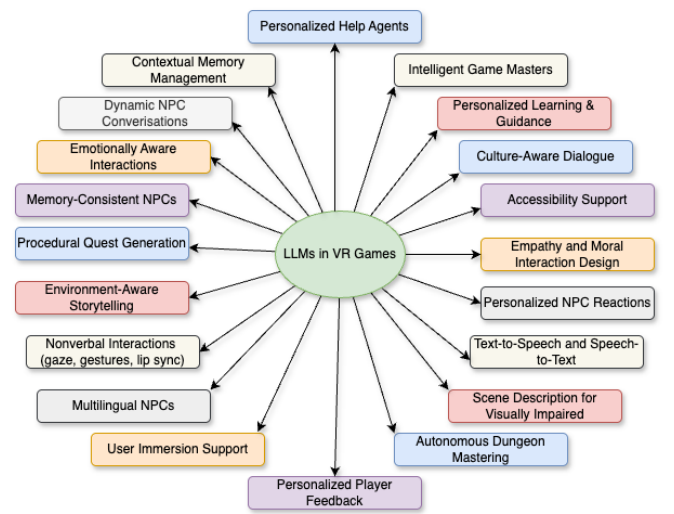 Personalized Help Agents
Contextual Memory
Management
Intelligent Game Masters
Dynamic NPC
Converisations
Personalized Learning &
Guidance
Emotionally Aware
Interactions
Culture-Aware Dialogue
Memory-Consistent NPCs
Accessibility Support
Procedural Quest Generation
LLMs in VR Games
Empathy and Moral
Interaction Design
Environment-Aware
Storytelling
Personalized NPC Reactions
Nonverbal Interactions
(gaze, gestures, lip sync)
Text-to-Speech and Speech-
to-Text
Multilingual NPCs
Scene Description for
Visually Impaired
User Immersion Support
Autonomous Dungeon
Mastering
Personalized Player
Feedback